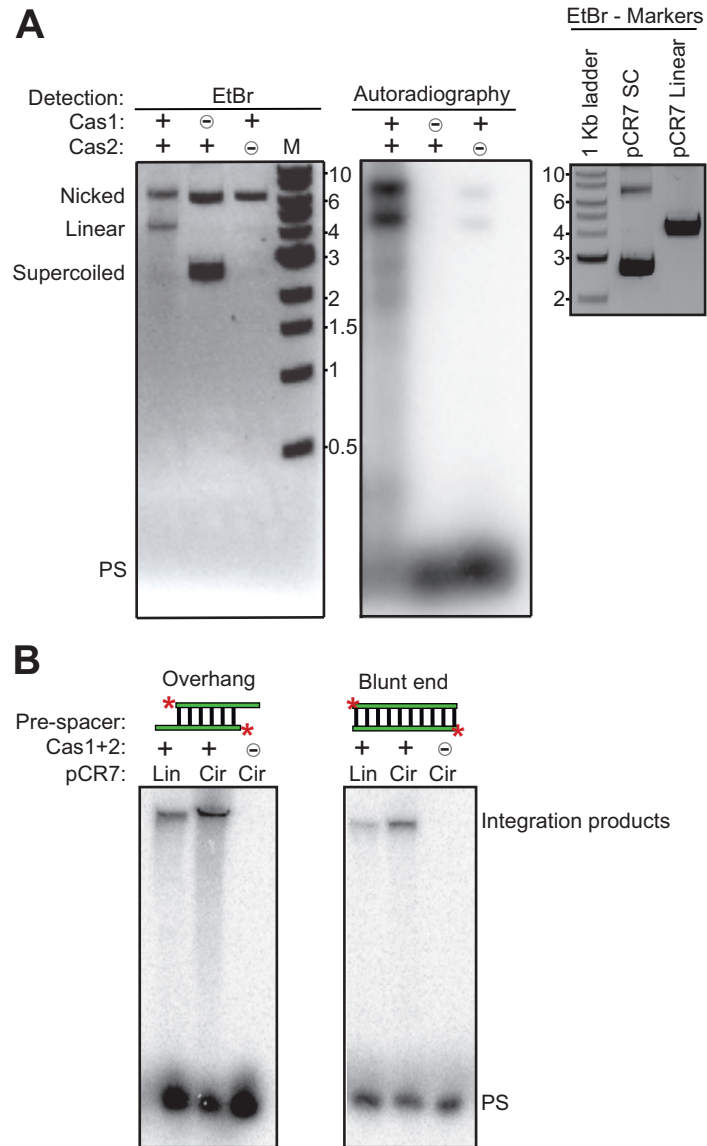 A
EtBr - Markers
1 Kb ladder
pCR7 SC
pCR7 Linear
Detection: EtBr Autoradiography
Cas1: + ⊖ + + ⊖ +
Cas2: + + ⊖ M + + ⊖
Nicked
Linear
Supercoiled
PS
10
6
4
3
2
1.5
1
0.5
10
6
4
3
2
B
Overhang Blunt end
* *
* *
Pre-spacer:
Cas1+2: + + ⊖ + + ⊖
pCR7: Lin Cir Cir Lin Cir Cir
Integration products
PS